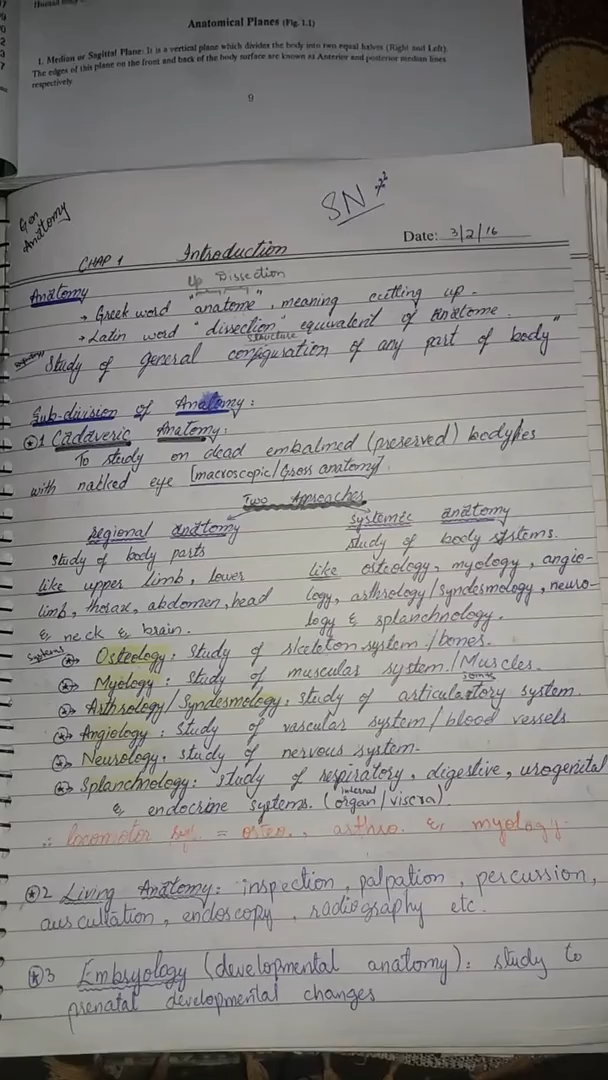 Anatomical Planes (Fig. 1.1)
1. Median or Sagittal Plane: It is a vertical plane which divides the body into two equal halves (Right and Left).
The edges of this plane on the front and back of the body surface are known as Anterior and posterior median lines
respectively.
9
Gen
Anatomy
SN
Date: 3/2/16
CHAP 1 Introduction
Up Dissection
Anatomy
→ Greek word "anatome", meaning cutting up.
→ Latin word "dissection" equivalent of anatome.
structure
"Study of general configuration of any part of body"
Sub-division of Anatomy:
1 Cadaveric Anatomy:
To study on dead embalmed (preserved) bodyies
with natked eye [macroscopic/Gross anatomy]
Two Approaches
regional anatomy
study of body parts
like upper limb, lower
limb, thorax, abdomen, head
& neck & brain.
systemic anatomy
study of body systems.
like osteology, myology, angio-
logy, arthrology/syndesmology, neuro-
logy & splanchnology.
Systems
Osteology: Study of skeleton system/bones.
Myology: Study of muscular system/Muscles.
joints
Arthrology/Syndesmology: study of articulatory system.
Angiology: Study of vascular system/blood vessels.
Neurology: study of nervous system.
Splanchnology: study of respiratory, digestive, urogenital
internal
& endocrine systems. (organ/viscra)
∴ locomotor = osteo., arthro. & myology.
2 Living Anatomy: inspection, palpation, percussion,
auscultation, endoscopy, radiography etc.
3 Embryology (developmental anatomy): study to
prenatal developmental changes